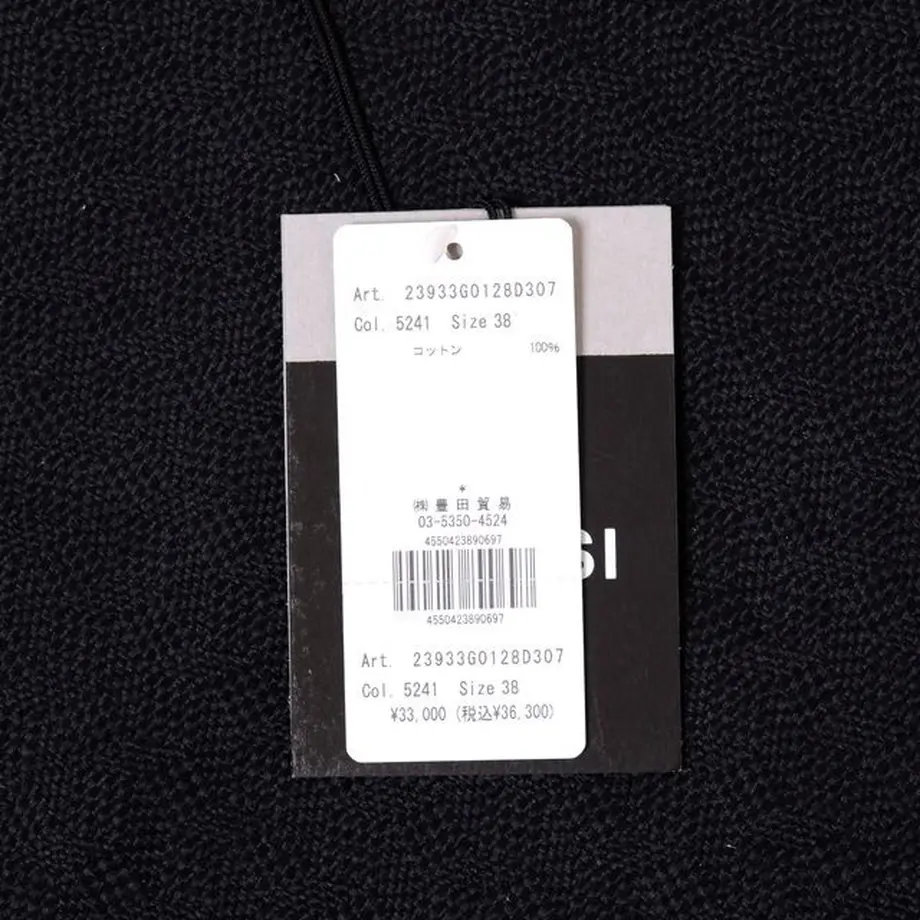 Art. 23933G0128D307
Col. 5241 Size 38
コットン 100%
*
㈱豊田貿易
03-5350-4524
4550423890697
SI
4550423890697
Art. 23933G0128D307
Col. 5241 Size 38
¥33,000 (税込¥36,300)